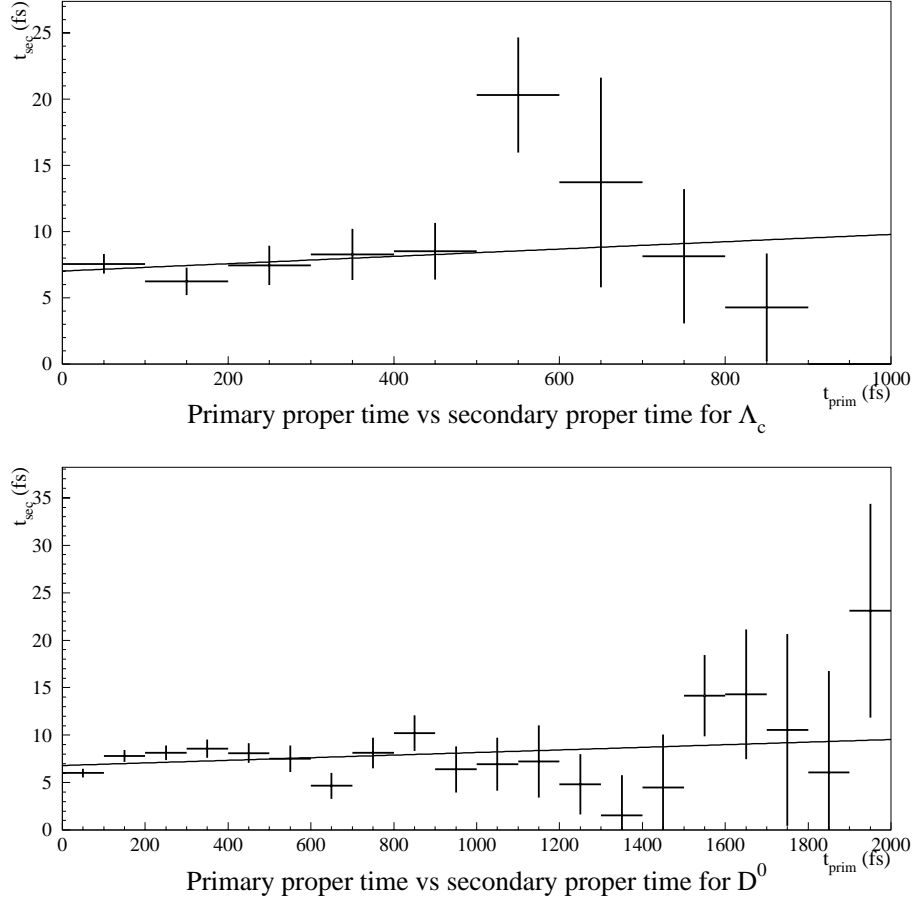 t_sec (fs)
25
20
15
10
5
0
0 200 400 600 800 1000
t_prim (fs)
Primary proper time vs secondary proper time for Λ_c
t_sec (fs)
35
30
25
20
15
10
5
0
0 200 400 600 800 1000 1200 1400 1600 1800 2000
t_prim (fs)
Primary proper time vs secondary proper time for D^0